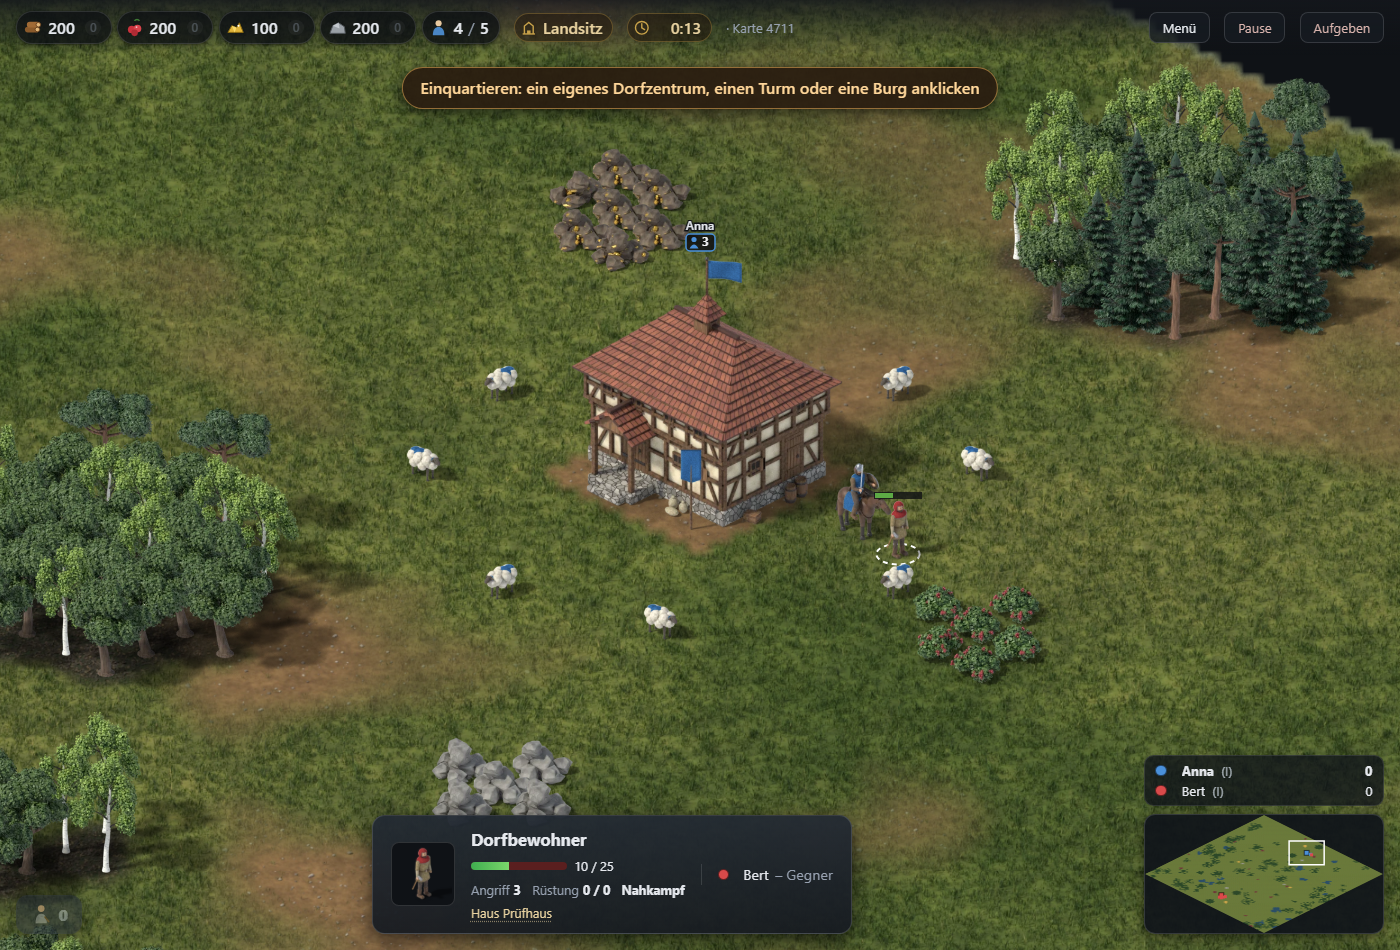 200 0 200 0 100 0 200 0 4 / 5 Landsitz 0:13 · Karte 4711 Menü Pause Aufgeben
Einquartieren: ein eigenes Dorfzentrum, einen Turm oder eine Burg anklicken
Anna
3
Anna (I) 0
Bert (I) 0
Dorfbewohner
10 / 25
Angriff 3 Rüstung 0 / 0 Nahkampf
Haus Prüfhaus
Bert – Gegner
0